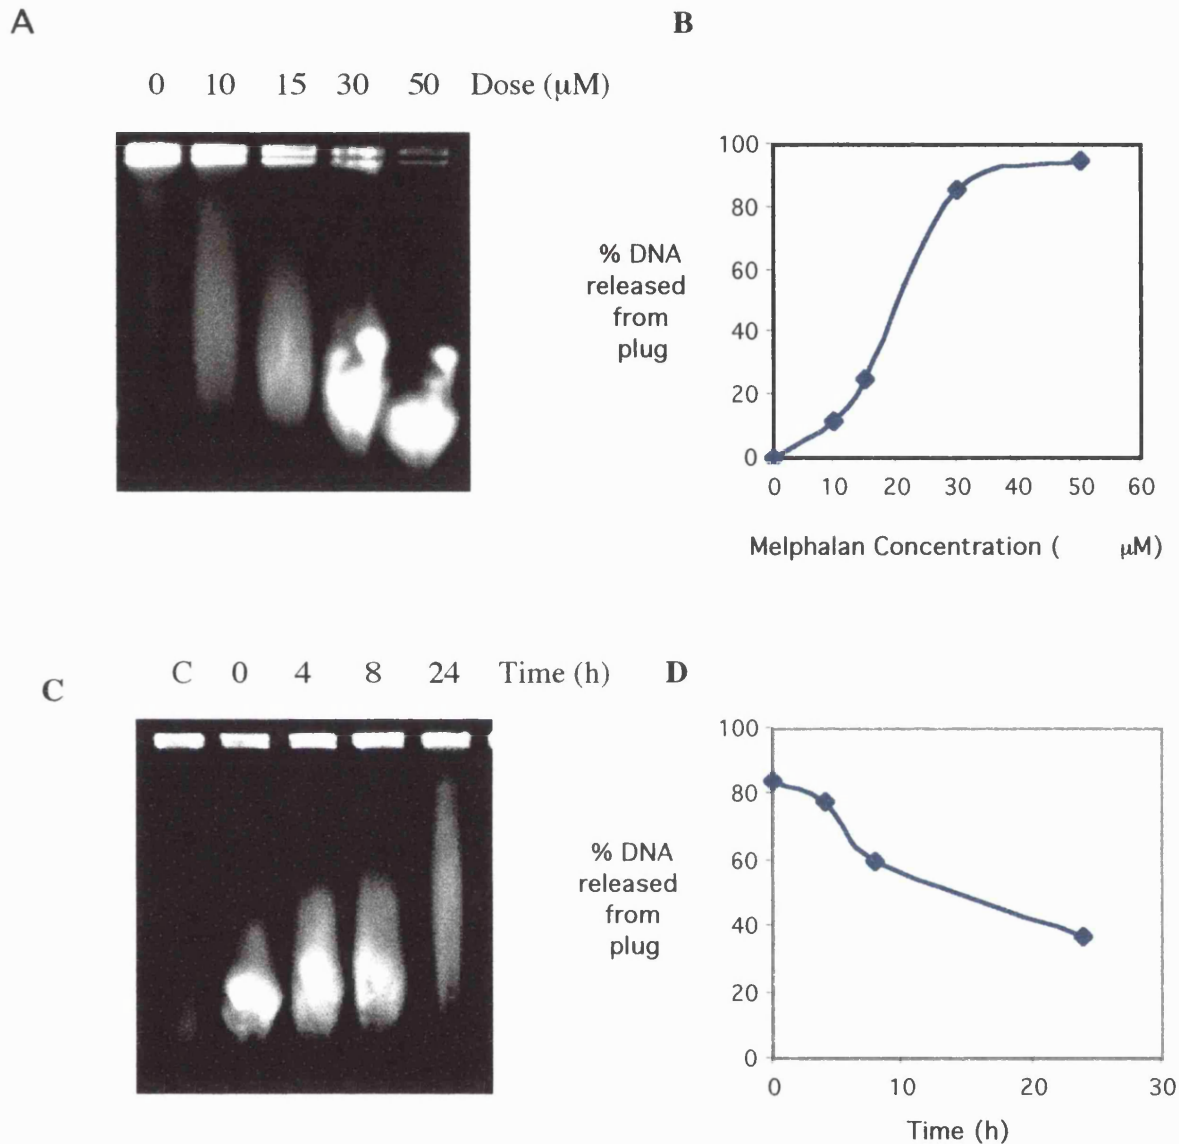 A
0 10 15 30 50 Dose (μM)
B
100
80
60
40
20
0
% DNA
released
from
plug
0 10 20 30 40 50 60
Melphalan Concentration ( μM)
C
C 0 4 8 24 Time (h)
D
100
80
60
40
20
0
% DNA
released
from
plug
0 10 20 30
Time (h)